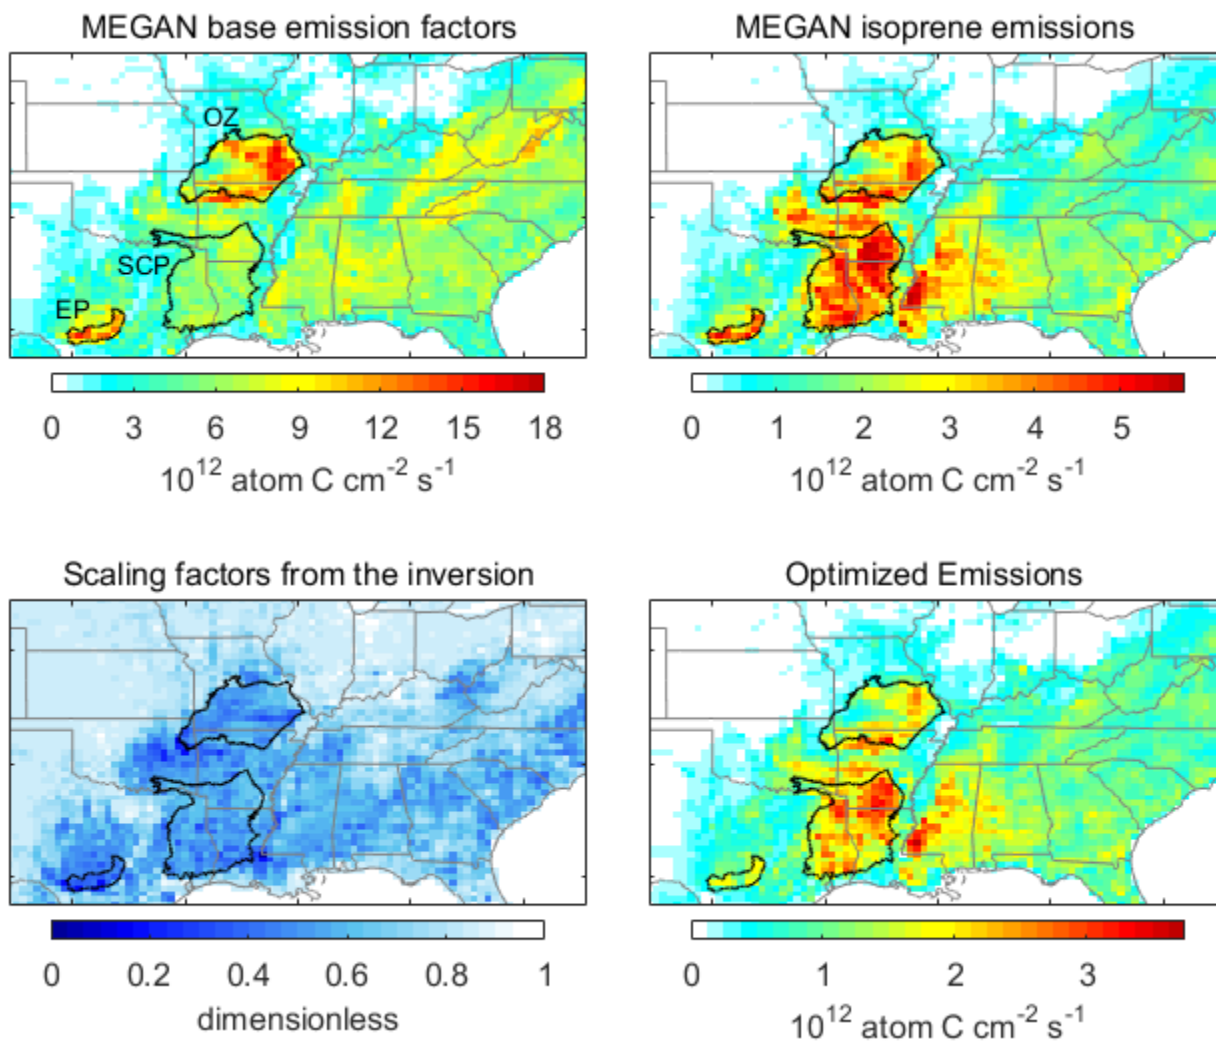 MEGAN base emission factors
OZ
SCP
EP
0 3 6 9 12 15 18
10¹² atom C cm⁻² s⁻¹
MEGAN isoprene emissions
0 1 2 3 4 5
10¹² atom C cm⁻² s⁻¹
Scaling factors from the inversion
0 0.2 0.4 0.6 0.8 1
dimensionless
Optimized Emissions
0 1 2 3
10¹² atom C cm⁻² s⁻¹